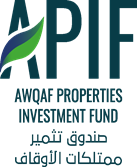 APIF
AWQAF PROPERTIES
INVESTMENT FUND
صندوق تثمير
ممتلكات الأوقاف